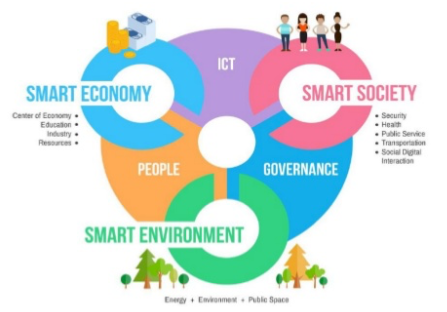 ICT
SMART ECONOMY
SMART SOCIETY
Center of Economy •
Education •
Industry •
Resources •
• Security
• Health
• Public Service
• Transportation
• Social Digital
Interaction
PEOPLE
GOVERNANCE
SMART ENVIRONMENT
Energy + Environment + Public Space